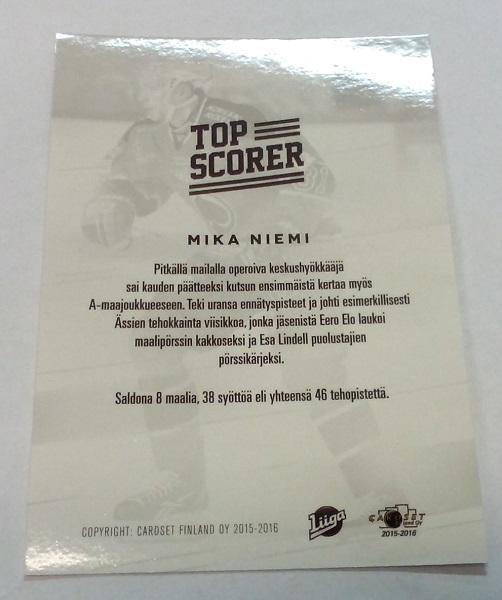 TOP
SCORER
MIKA NIEMI
Pitkällä mailalla operoiva keskushyökkääjä
sai kauden päätteeksi kutsun ensimmäistä kertaa myös
A-maajoukkueeseen. Teki uransa ennätyspisteet ja johti esimerkillisesti
Ässien tehokkainta viisikkoa, jonka jäsenistä Eero Elo laukoi
maalipörssin kakkoseksi ja Esa Lindell puolustajien
pörssikärjeksi.
Saldona 8 maalia, 38 syöttöä eli yhteensä 46 tehopistettä.
COPYRIGHT: CARDSET FINLAND OY 2015-2016
Liiga
CARDSET
2015-2016